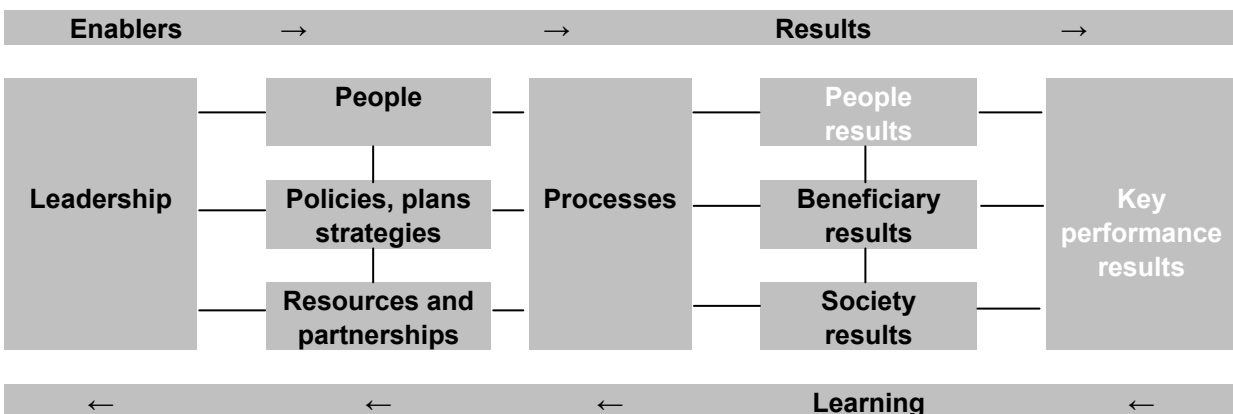 Enablers → → Results →
People
People
results
Leadership
Policies, plans
strategies
Processes
Beneficiary
results
Key
performance
results
Resources and
partnerships
Society
results
← ← ← Learning ←